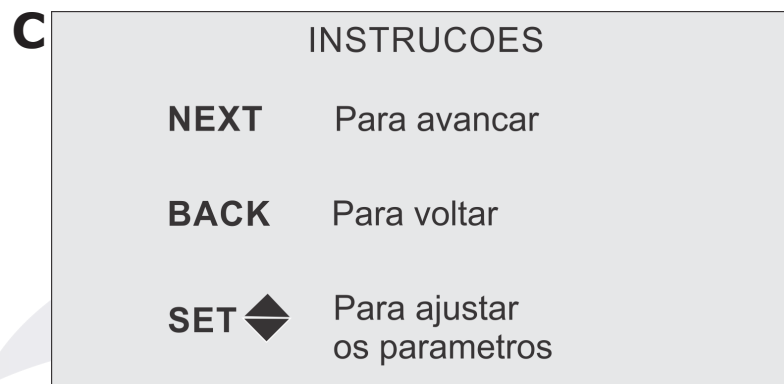 C
INSTRUCOES
NEXT Para avancar
BACK Para voltar
SET Para ajustar
os parametros